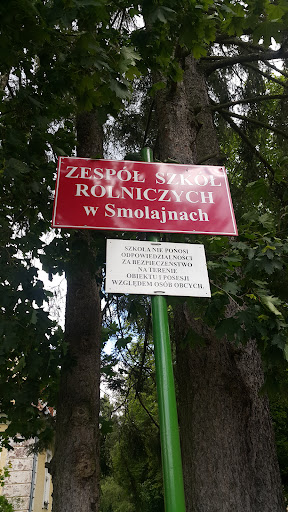 ZESPÓŁ SZKÓŁ
ROLNICZYCH
w Smolajnach
SZKOŁA NIE PONOSI
ODPOWIEDZIALNOŚCI
ZA BEZPIECZEŃSTWO
NA TERENIE
OBIEKTU I POSESJI
WZGLĘDEM OSÓB OBCYCH.